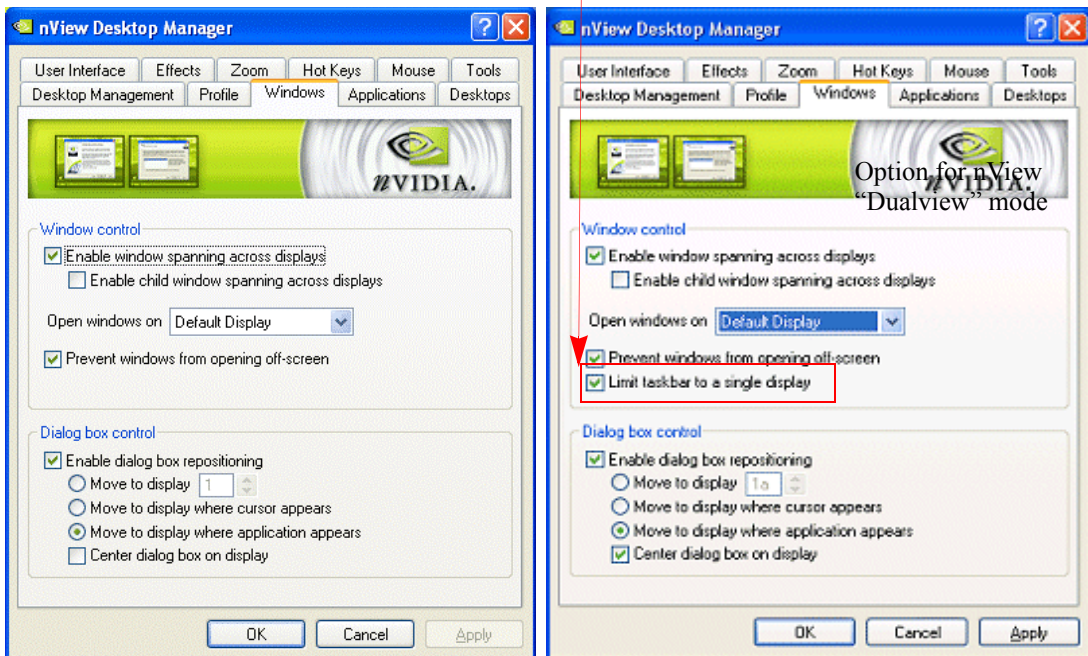 nView Desktop Manager
User Interface Effects Zoom Hot Keys Mouse Tools
Desktop Management Profile Windows Applications Desktops
nVIDIA.
Window control
Enable window spanning across displays
Enable child window spanning across displays
Open windows on Default Display
Prevent windows from opening off-screen
Dialog box control
Enable dialog box repositioning
Move to display 1
Move to display where cursor appears
Move to display where application appears
Center dialog box on display
OK Cancel Apply
nView Desktop Manager
User Interface Effects Zoom Hot Keys Mouse Tools
Desktop Management Profile Windows Applications Desktops
nVIDIA.
Option for nView
“Dualview” mode
Window control
Enable window spanning across displays
Enable child window spanning across displays
Open windows on Default Display
Prevent windows from opening off-screen
Limit taskbar to a single display
Dialog box control
Enable dialog box repositioning
Move to display 1a
Move to display where cursor appears
Move to display where application appears
Center dialog box on display
OK Cancel Apply